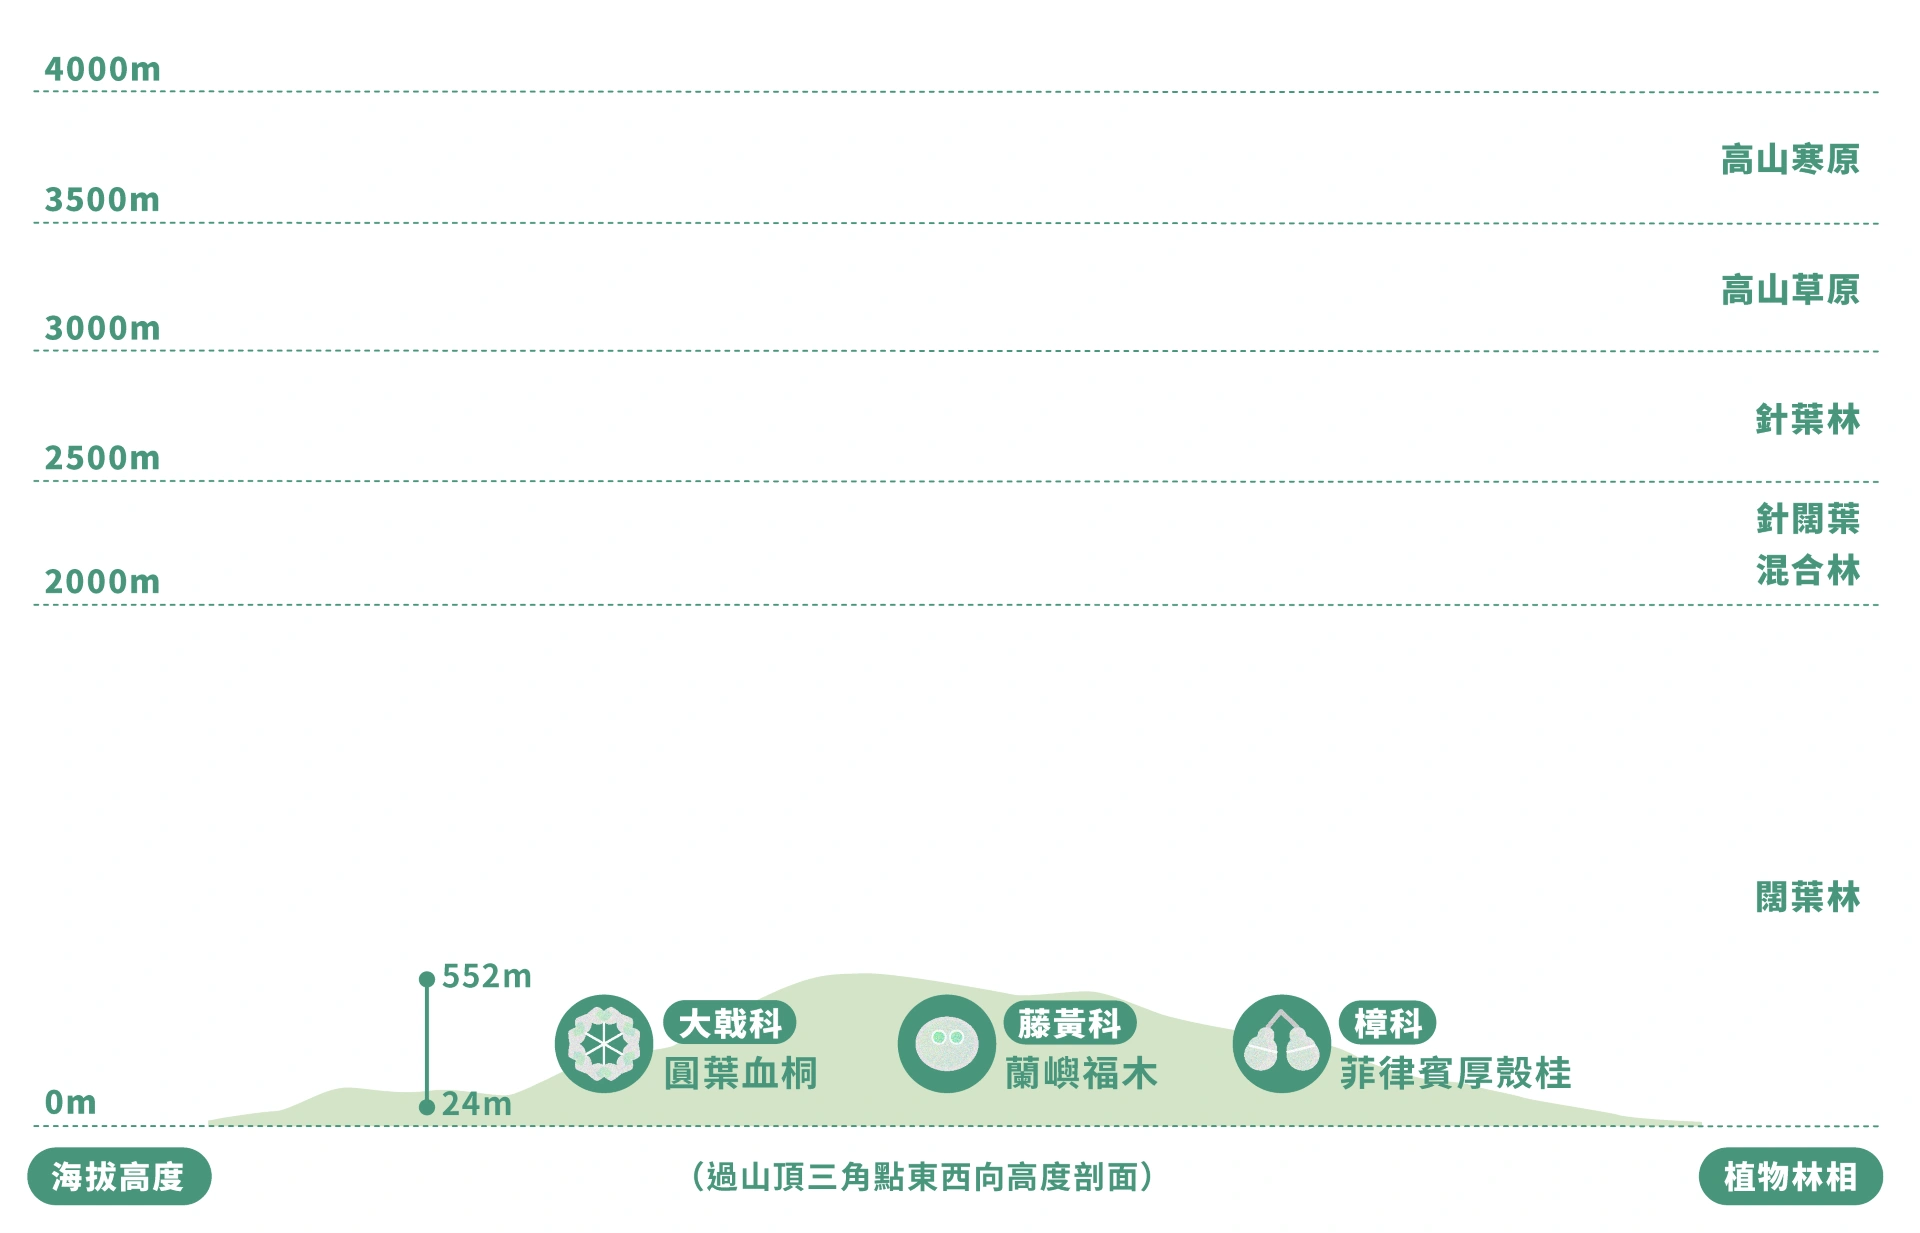 4000m
高山寒原
3500m
高山草原
3000m
針葉林
2500m
針闊葉
混合林
2000m
闊葉林
552m
大戟科
圓葉血桐
藤黃科
蘭嶼福木
樟科
菲律賓厚殼桂
24m
0m
海拔高度
（過山頂三角點東西向高度剖面）
植物林相